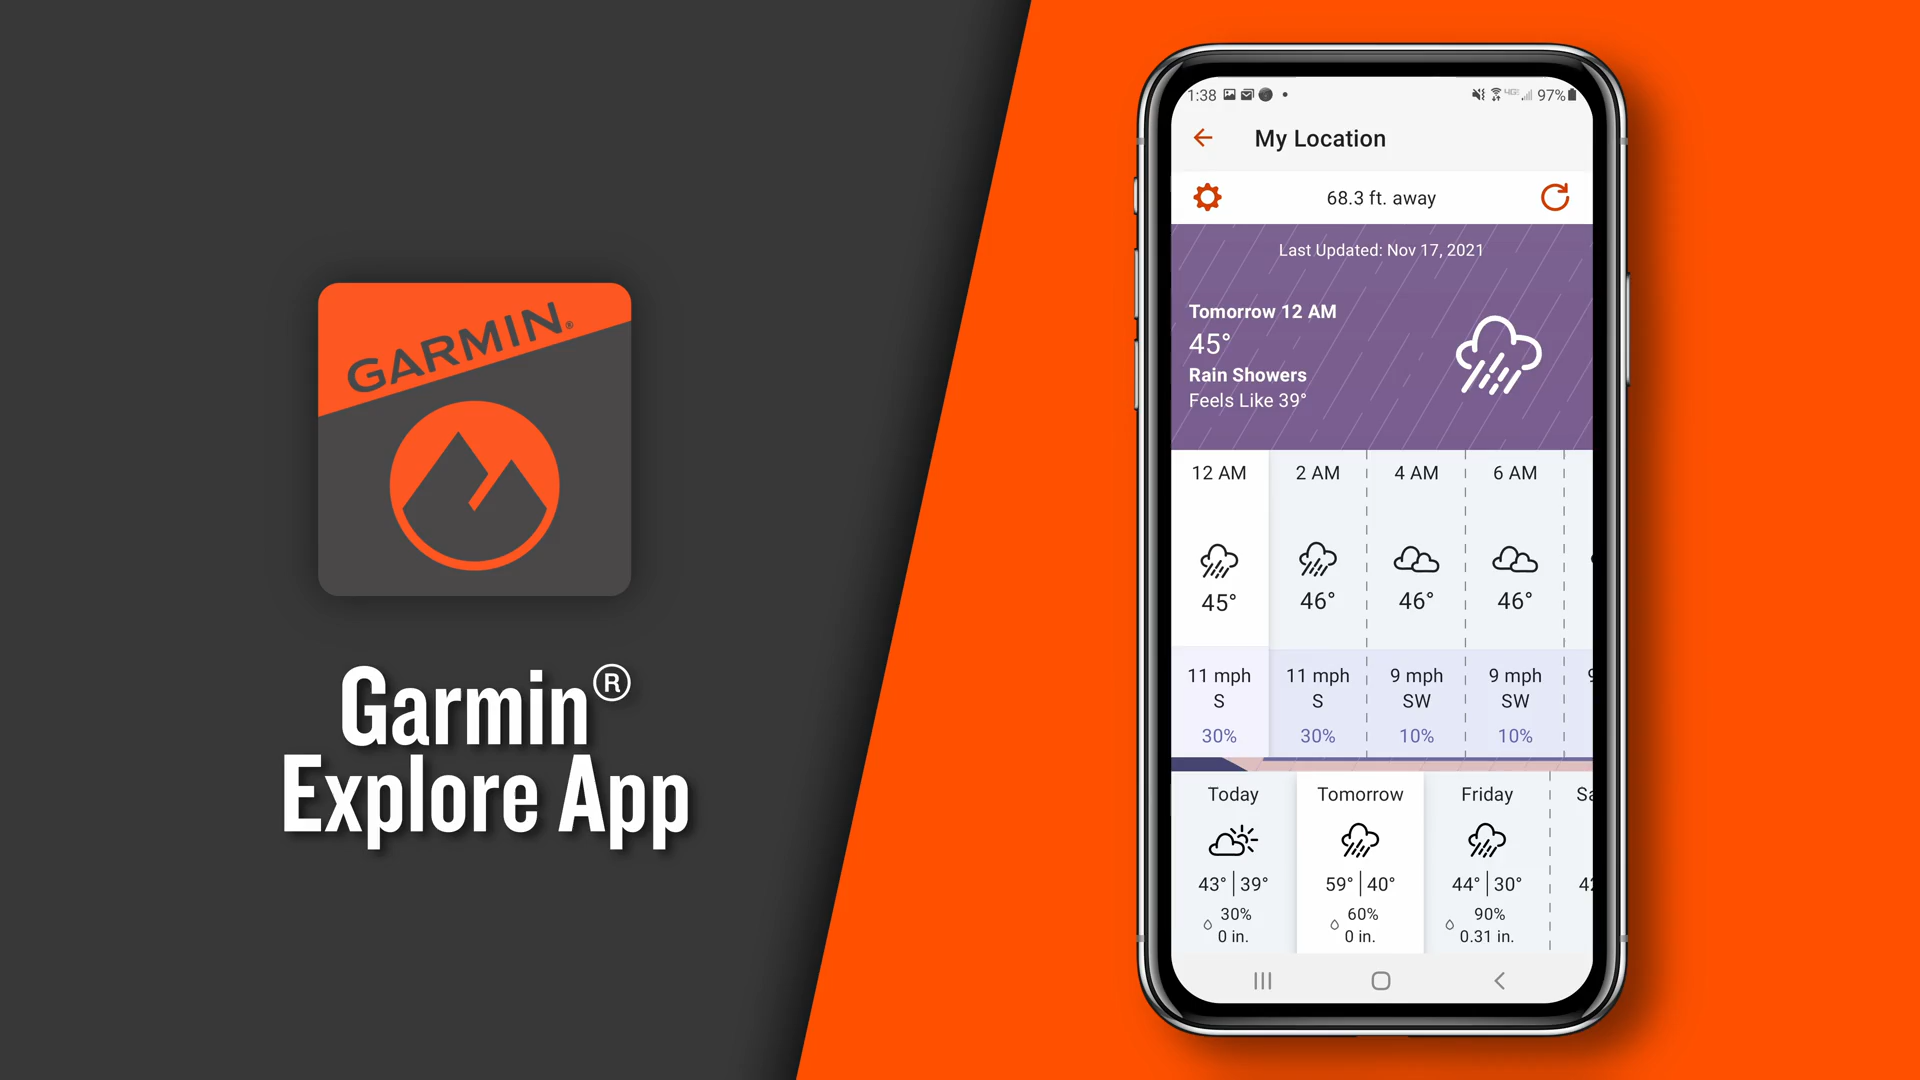 GARMIN®
Garmin®
Explore App
1:38 97%
My Location
68.3 ft. away
Last Updated: Nov 17, 2021
Tomorrow 12 AM
45°
Rain Showers
Feels Like 39°
12 AM 2 AM 4 AM 6 AM
45° 46° 46° 46°
11 mph 11 mph 9 mph 9 mph 9
S S SW SW
30% 30% 10% 10%
Today Tomorrow Friday Sa
43° | 39° 59° | 40° 44° | 30° 42
30% 60% 90%
0 in. 0 in. 0.31 in.